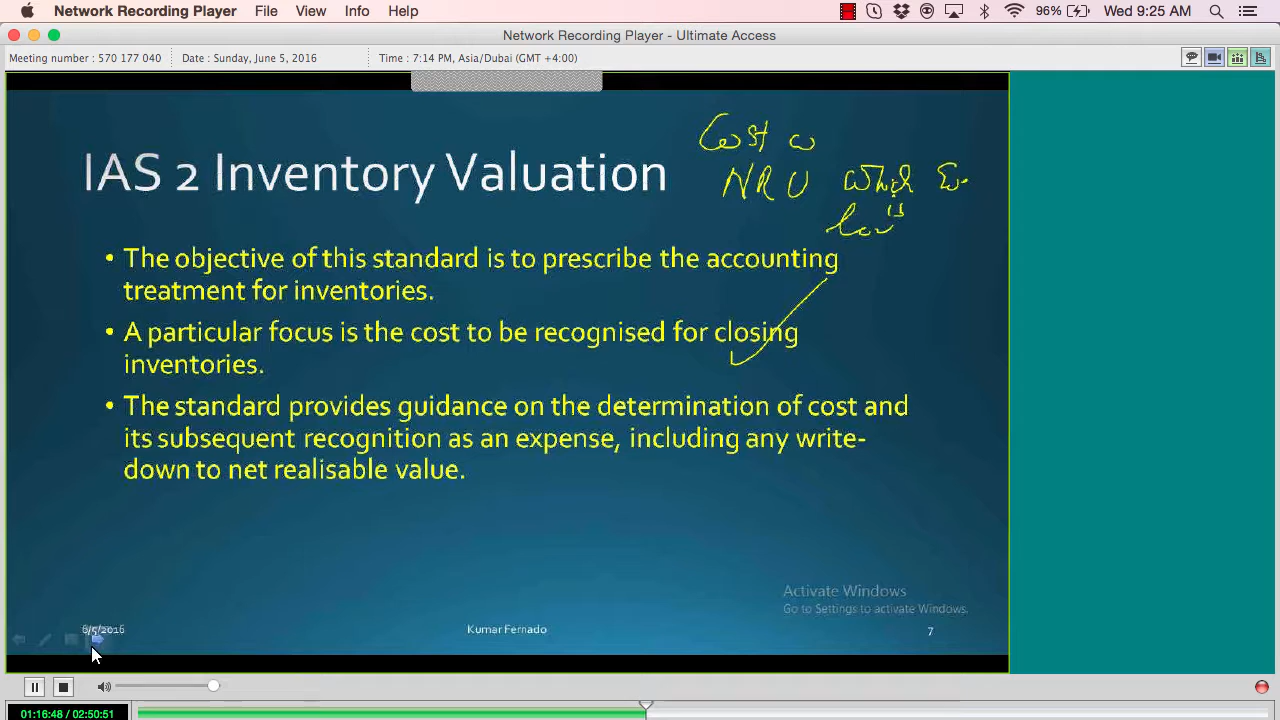 Network Recording Player File View Info Help 96% Wed 9:25 AM
Network Recording Player - Ultimate Access
Meeting number : 570 177 040 Date : Sunday, June 5, 2016 Time : 7:14 PM, Asia/Dubai(GMT +4:00)
Cost
IAS 2 Inventory Valuation
NRV which
• The objective of this standard is to prescribe the accounting
treatment for inventories.
• A particular focus is the cost to be recognised for closing
inventories.
• The standard provides guidance on the determination of cost and
its subsequent recognition as an expense, including any write-
down to net realisable value.
Activate Windows
Go to Settings to activate Windows.
6/5/2016 Kumar Fernado 7
01:16:48 / 02:50:51